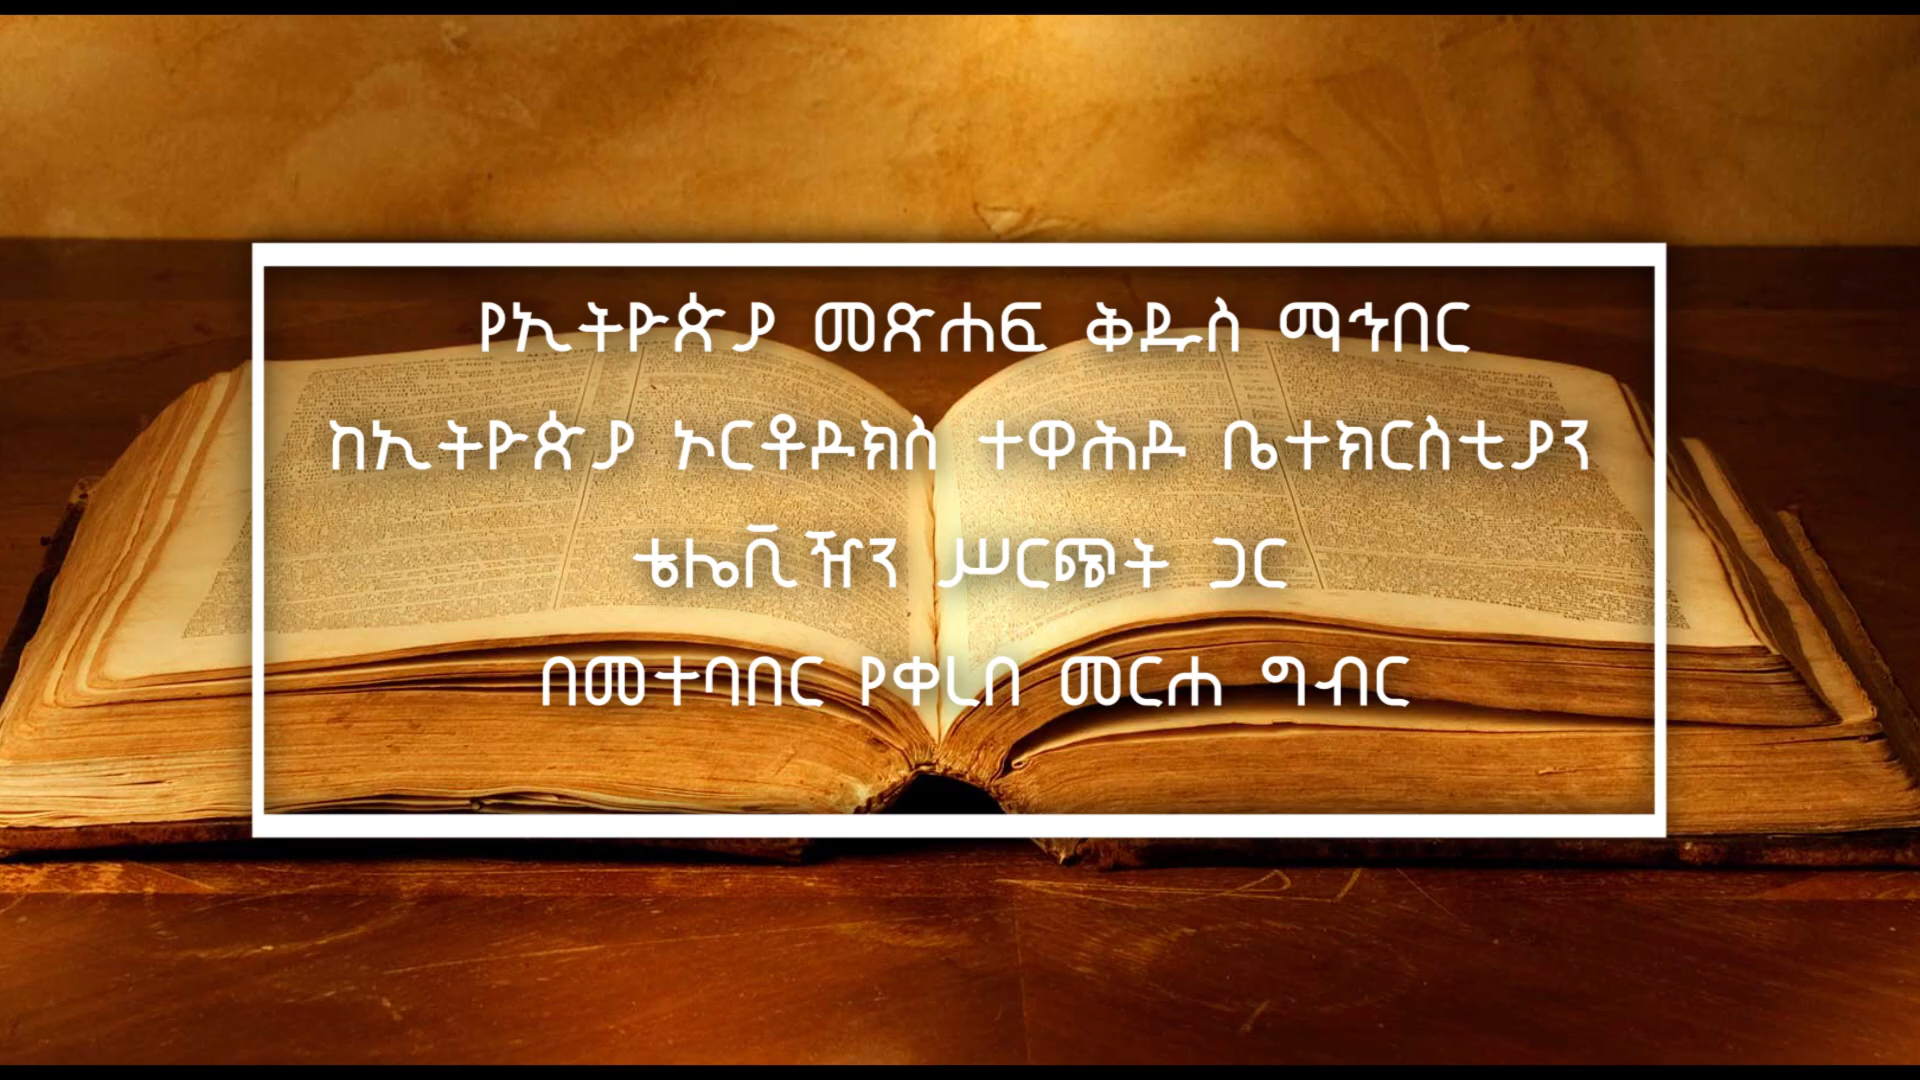 የኢትዮጵያ መጽሐፍ ቅዱስ ማኅበር
ከኢትዮጵያ ኦርቶዶክስ ተዋሕዶ ቤተክርስቲያን
ቴሌቪዥን ሥርጭት ጋር
በመተባበር የቀረበ መርሐ ግብር